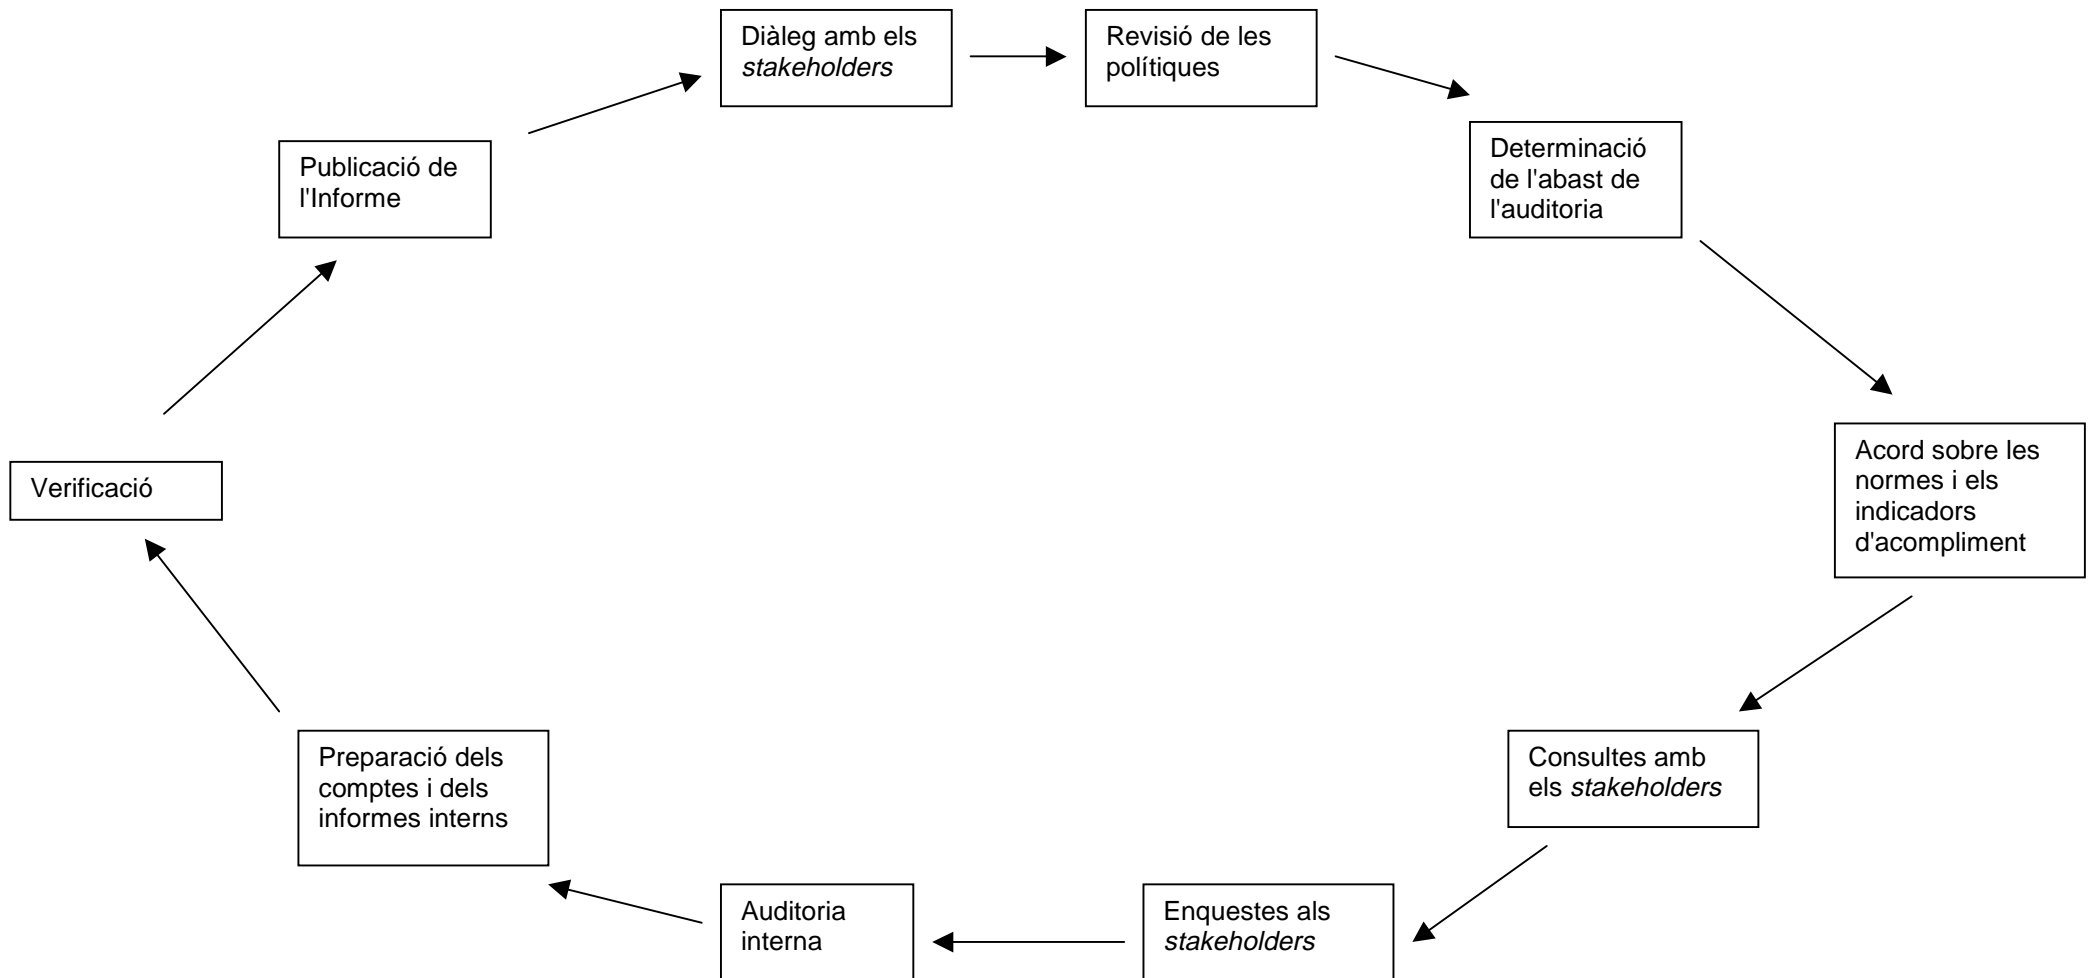 Diàleg amb els
stakeholders
Revisió de les
polítiques
Determinació
de l'abast de
l'auditoria
Acord sobre les
normes i els
indicadors
d'acompliment
Consultes amb
els stakeholders
Enquestes als
stakeholders
Auditoria
interna
Preparació dels
comptes i dels
informes interns
Verificació
Publicació de
l'Informe